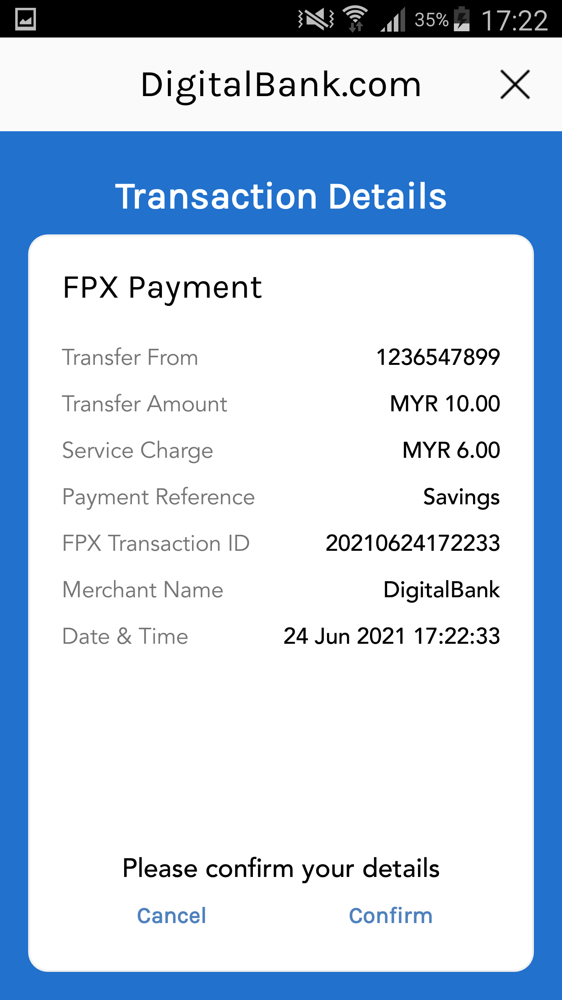 35% 17:22
DigitalBank.com
Transaction Details
FPX Payment
Transfer From 1236547899
Transfer Amount MYR 10.00
Service Charge MYR 6.00
Payment Reference Savings
FPX Transaction ID 20210624172233
Merchant Name DigitalBank
Date & Time 24 Jun 2021 17:22:33
Please confirm your details
Cancel Confirm